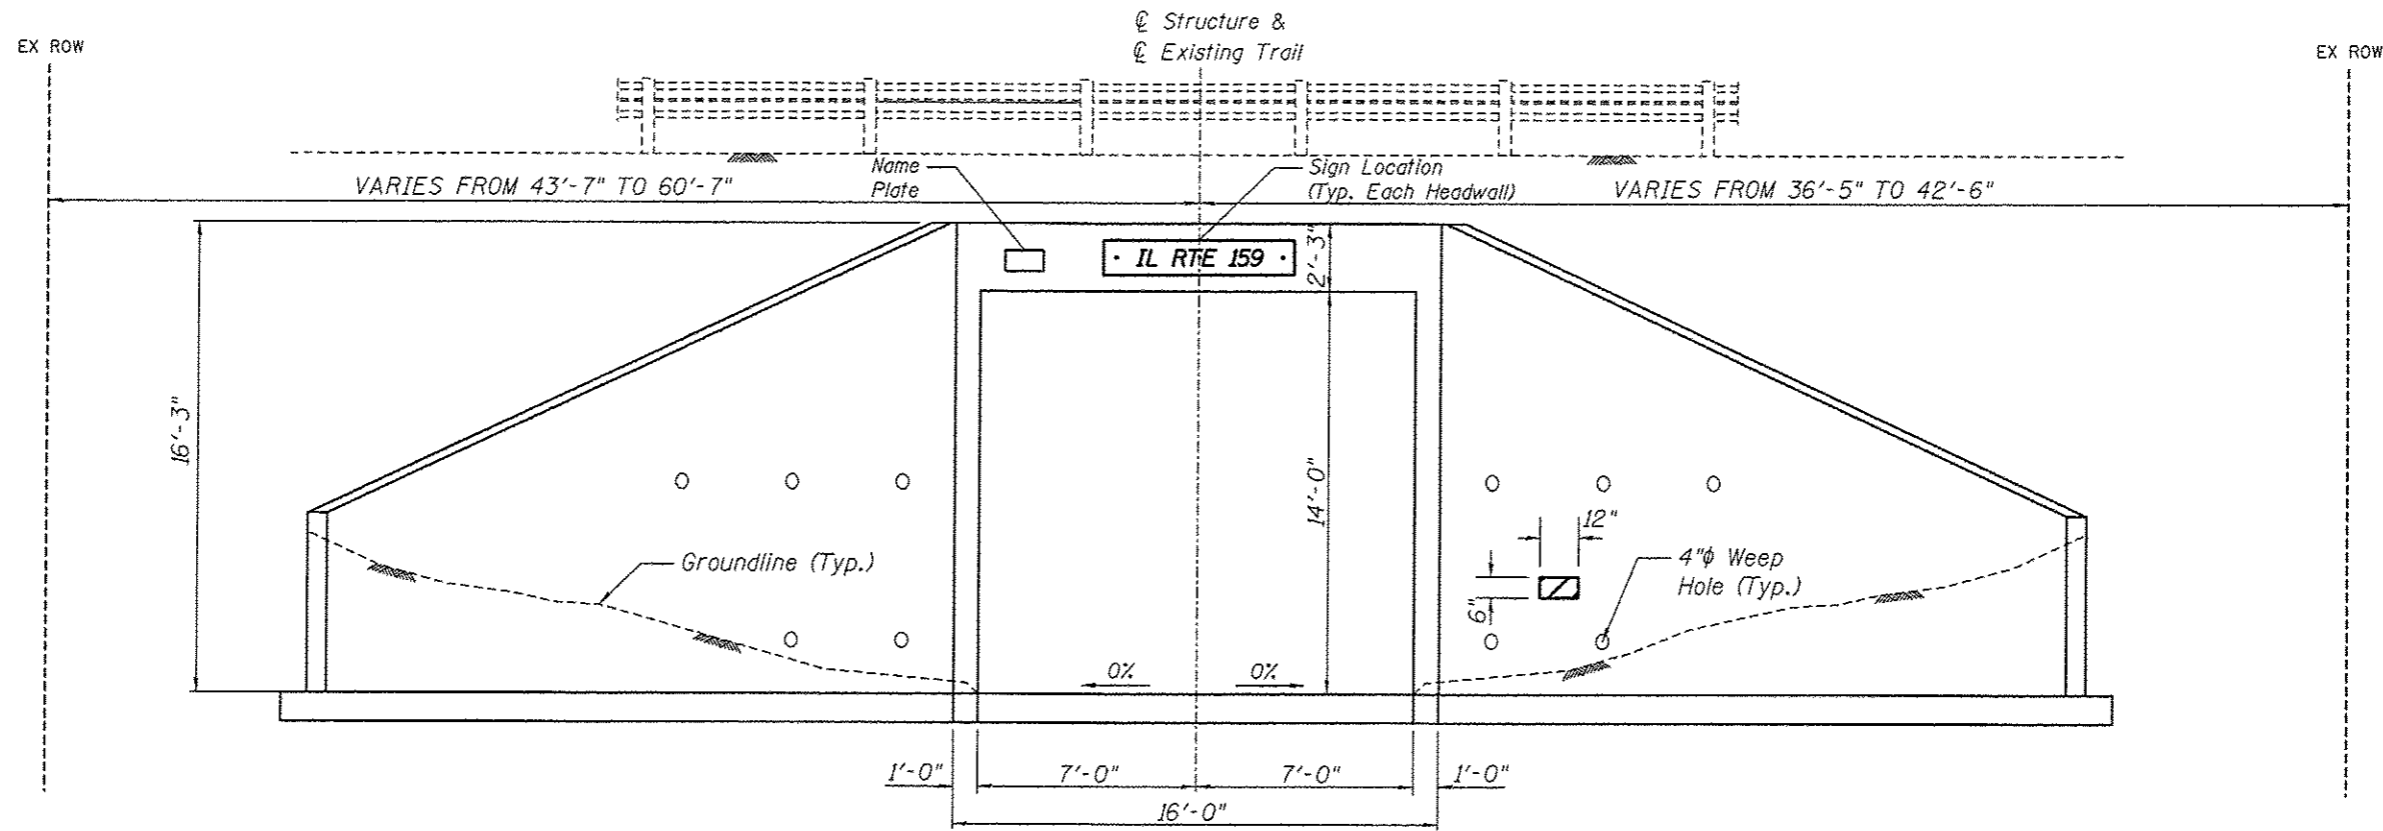 ℄ Structure &
℄ Existing Trail
EX ROW
EX ROW
Name
Plate
Sign Location
(Typ. Each Headwall)
VARIES FROM 43'-7" TO 60'-7"
VARIES FROM 36'-5" TO 42'-6"
· IL RTE 159 ·
2'-3"
16'-3"
14'-0"
12"
Groundline (Typ.)
4"ϕ Weep
Hole (Typ.)
6"
0%
0%
1'-0"
7'-0"
7'-0"
1'-0"
16'-0"